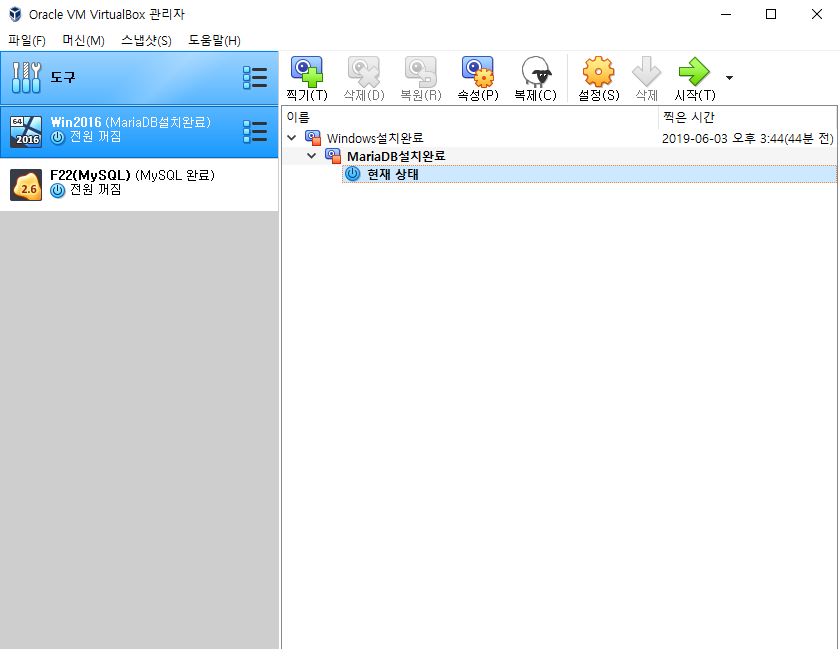 Oracle VM VirtualBox 관리자
파일(F) 머신(M) 스냅샷(S) 도움말(H)
도구
64
2016
Win2016 (MariaDB설치완료)
전원 꺼짐
2.6
F22(MySQL) (MySQL 완료)
전원 꺼짐
찍기(T) 삭제(D) 복원(R) 속성(P) 복제(C) 설정(S) 삭제 시작(T)
이름 찍은 시간
Windows설치완료 2019-06-03 오후 3:44(44분 전)
MariaDB설치완료
현재 상태